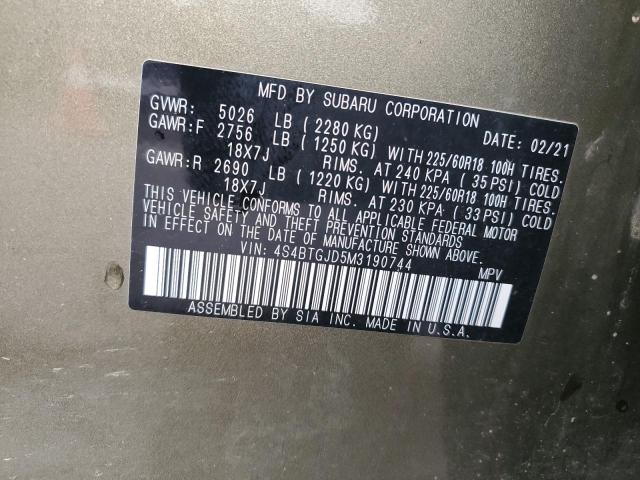 MFD BY SUBARU CORPORATION
GVWR: 5026 LB ( 2280 KG) DATE: 02/21
GAWR:F 2756 LB ( 1250 KG) WITH 225/60R18 100H TIRES.
18X7J RIMS. AT 240 KPA ( 35 PSI) COLD
GAWR:R 2690 LB ( 1220 KG) WITH 225/60R18 100H TIRES.
18X7J RIMS. AT 230 KPA ( 33 PSI) COLD
THIS VEHICLE CONFORMS TO ALL APPLICABLE FEDERAL MOTOR
VEHICLE SAFETY AND THEFT PREVENTION STANDARDS
IN EFFECT ON THE DATE OF MANUFACTURE SHOWN ABOVE.
VIN: 4S4BTGJD5M3190744 MPV
ASSEMBLED BY SIA INC. MADE IN U.S.A.